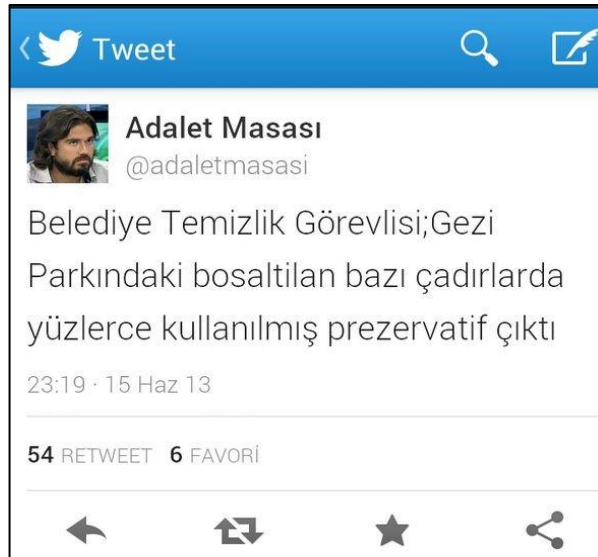 Tweet
Adalet Masası
@adaletmasasi
Belediye Temizlik Görevlisi;Gezi
Parkındaki bosaltilan bazı çadırlarda
yüzlerce kullanılmış prezervatif çıktı
23:19 · 15 Haz 13
54 RETWEET 6 FAVORİ